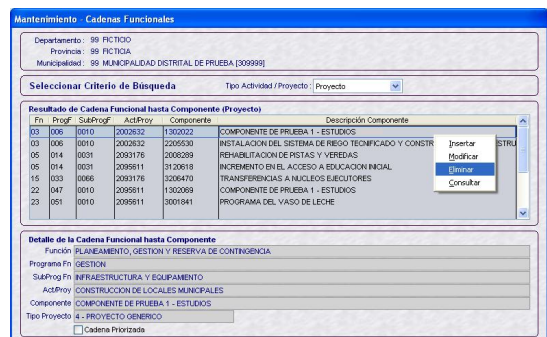 Mantenimiento - Cadenas Funcionales
Departamento : 99 FICTICIO
Provincia : 99 FICTICIA
Municipalidad : 99 MUNICIPALIDAD DISTRITAL DE PRUEBA [309999]
Seleccionar Criterio de Búsqueda Tipo Actividad / Proyecto : Proyecto
Resultado de Cadena Funcional hasta Componente (Proyecto)
Fn ProgF SubProgF Act/Proy Componente Descripción Componente
03 006 0010 2002632 1302022 COMPONENTE DE PRUEBA 1 - ESTUDIOS
03 006 0010 2002632 2205530 INSTALACION DEL SISTEMA DE RIEGO TECNIFICADO Y CONSTR ESTRU
05 014 0031 2093176 2008289 REHABILITACION DE PISTAS Y VEREDAS
05 014 0031 2095611 3120618 INCREMENTO EN EL ACCESO A EDUCACION INICIAL
15 033 0066 2093176 3206470 TRANSFERENCIAS A NUCLEOS EJECUTORES
22 047 0010 2095611 1302069 COMPONENTE DE PRUEBA 1 - ESTUDIOS
23 051 0010 2095611 3001841 PROGRAMA DEL VASO DE LECHE
Insertar
Modificar
Eliminar
Consultar
Detalle de la Cadena Funcional hasta Componente
Función PLANEAMIENTO, GESTION Y RESERVA DE CONTINGENCIA
Programa Fn GESTION
SubProg Fn INFRAESTRUCTURA Y EQUIPAMIENTO
Act/Proy CONSTRUCCION DE LOCALES MUNICIPALES
Componente COMPONENTE DE PRUEBA 1 - ESTUDIOS
Tipo Proyecto 4 - PROYECTO GENERICO
Cadena Priorizada